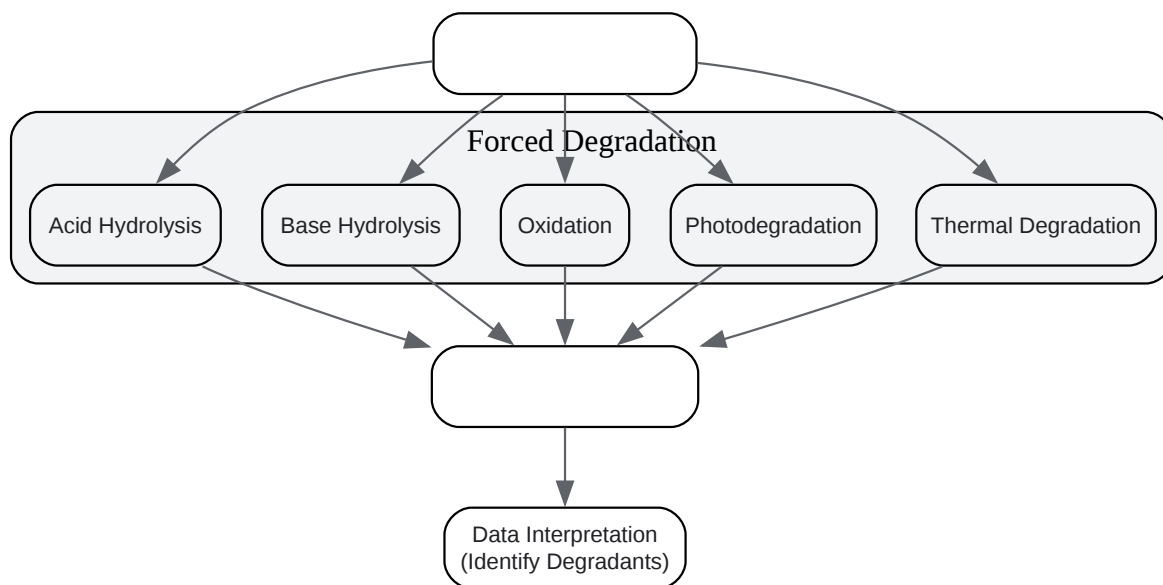 Forced Degradation
Acid Hydrolysis
Base Hydrolysis
Oxidation
Photodegradation
Thermal Degradation
Data Interpretation
(Identify Degradants)